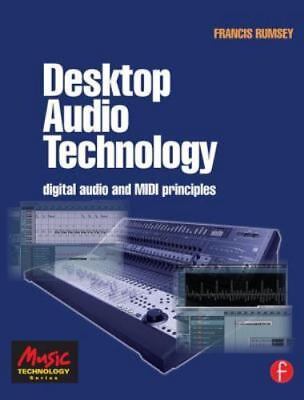 FRANCIS RUMSEY
Desktop
Audio
Technology
digital audio and MIDI principles
Music
TECHNOLOGY
Series
f